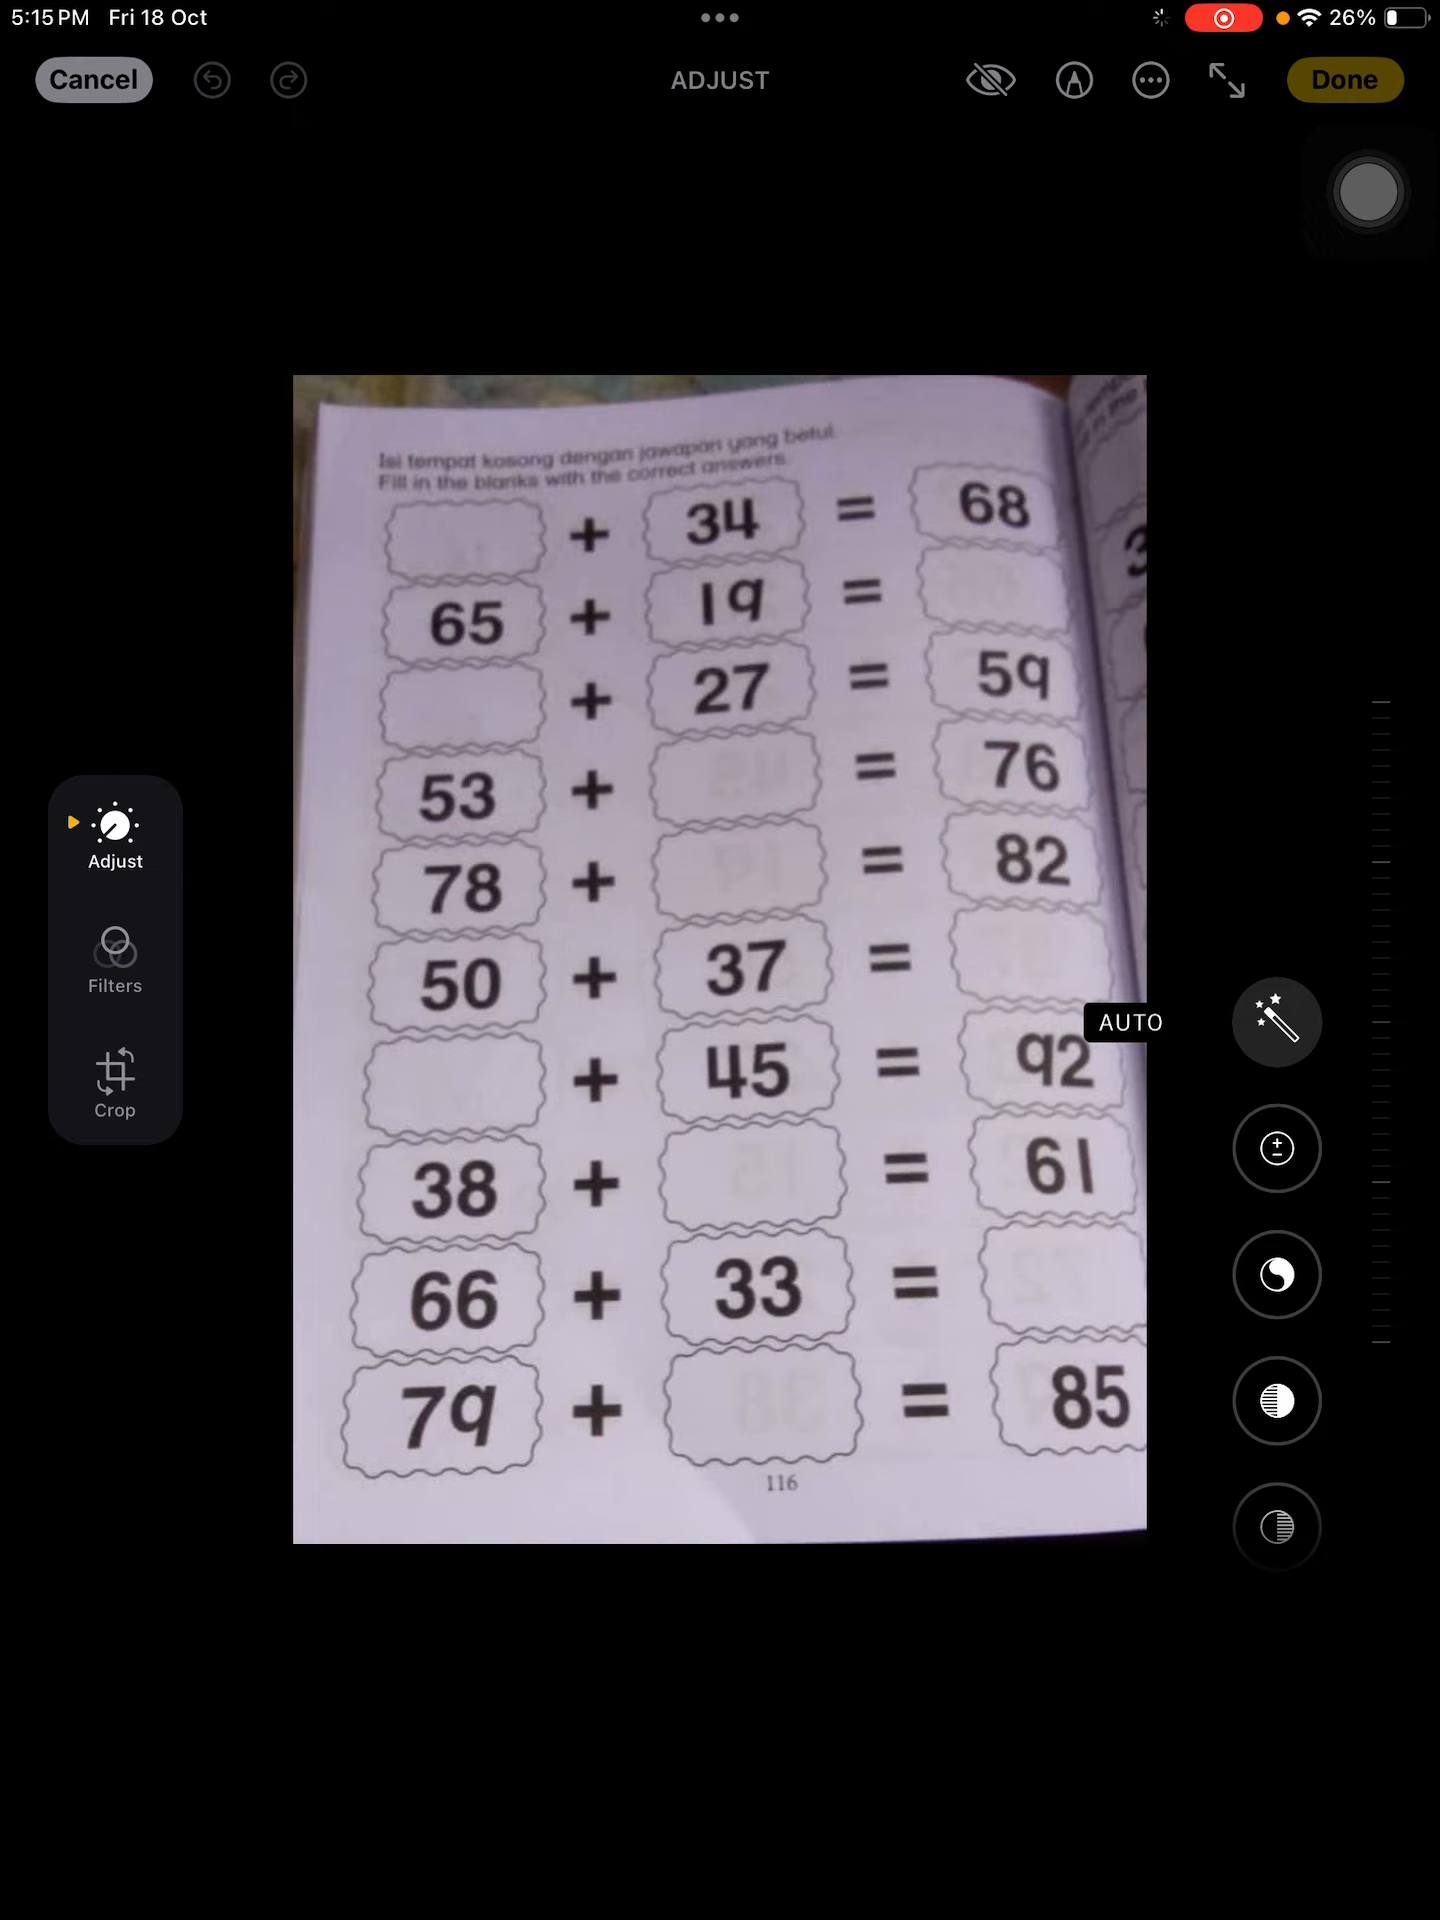 5:15 PM Fri 18 Oct 26%
Cancel ADJUST Done
Isi tempat kosong dengan jawapan yang betul.
Fill in the blanks with the correct answers.
+ 34 = 68
65 + 19 =
+ 27 = 59
53 + = 76
78 + = 82
50 + 37 =
+ 45 = 92
38 + = 61
66 + 33 =
79 + = 85
116
Adjust
Filters
Crop
AUTO